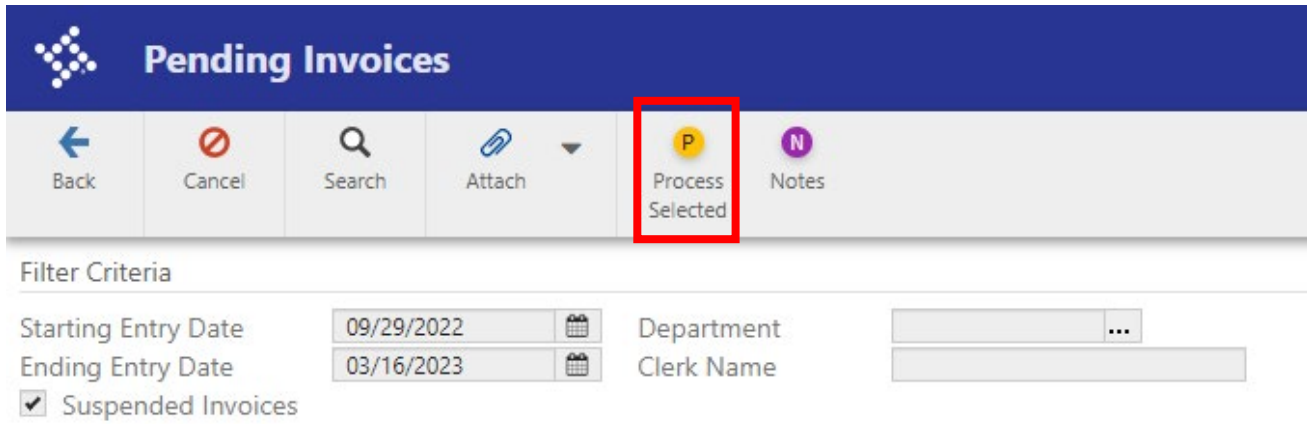 Pending Invoices
Back
Cancel
Search
Attach
P
Process
Selected
N
Notes
Filter Criteria
Starting Entry Date 09/29/2022 Department ...
Ending Entry Date 03/16/2023 Clerk Name
Suspended Invoices